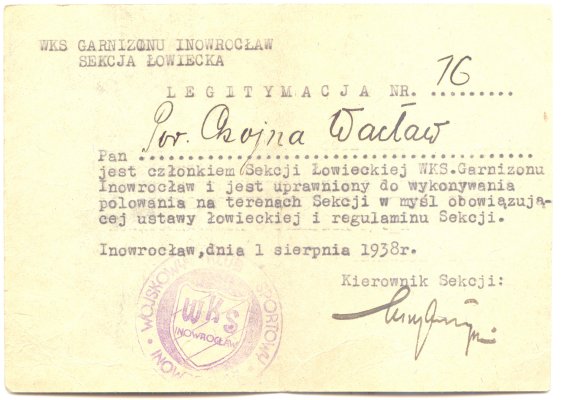 WKS GARNIZONU INOWROCŁAW
SEKCJA ŁOWIECKA
LEGITYMACJA NR. 16
Pan Por. Chojna Wacław
jest członkiem Sekcji Łowieckiej WKS.Garnizonu
Inowrocław i jest uprawniony do wykonywania
polowania na terenach Sekcji w myśl obowiązują-
cej ustawy łowieckiej i regulaminu Sekcji.
Inowrocław,dnia 1 sierpnia 1938r.
Kierownik Sekcji:
WKS
INOWROCŁAW